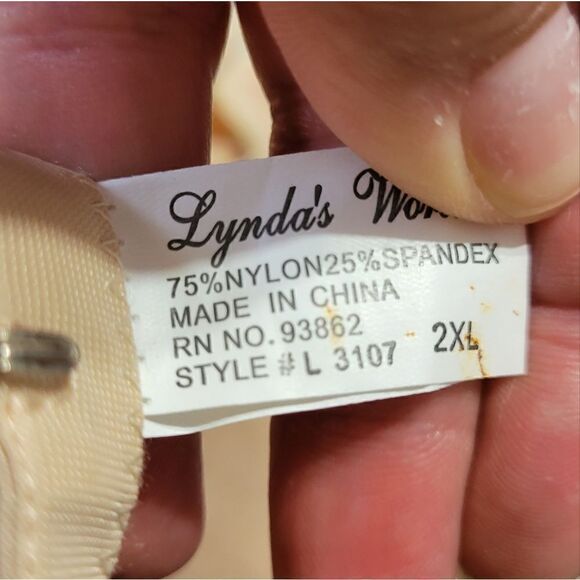 Lynda's
75%NYLON25%SPANDEX
MADE IN CHINA
RN NO. 93862
STYLE # L 3107 2XL